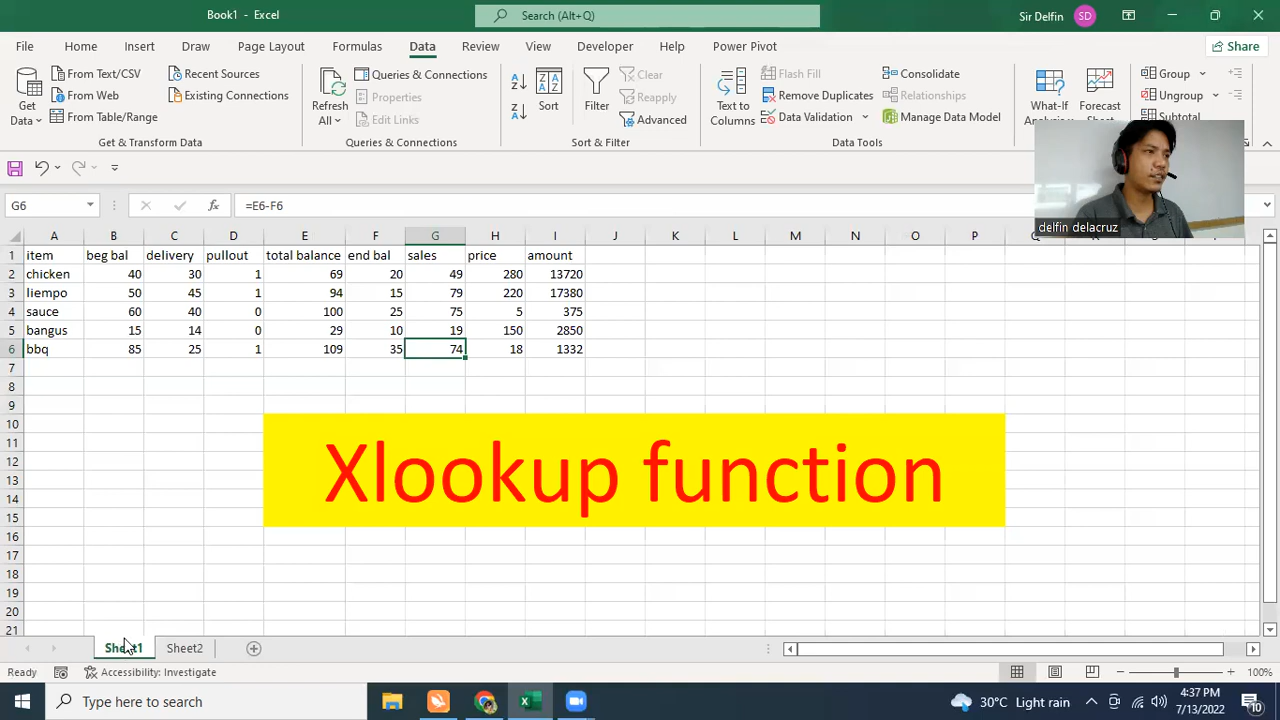 Book1 - Excel
Search (Alt+Q)
Sir Delfin
SD
File Home Insert Draw Page Layout Formulas Data Review View Developer Help Power Pivot
Share
Get Data
From Text/CSV
From Web
From Table/Range
Recent Sources
Existing Connections
Get & Transform Data
Refresh All
Queries & Connections
Properties
Edit Links
Queries & Connections
Sort
Filter
Clear
Reapply
Advanced
Sort & Filter
Text to Columns
Flash Fill
Remove Duplicates
Data Validation
Consolidate
Relationships
Manage Data Model
Data Tools
What-If
Forecast
Group
Ungroup
Subtotal
delfin delacruz
G6
fx
=E6-F6
A B C D E F G H I J K L M N O P
1 item beg bal delivery pullout total balance end bal sales price amount
2 chicken 40 30 1 69 20 49 280 13720
3 liempo 50 45 1 94 15 79 220 17380
4 sauce 60 40 0 100 25 75 5 375
5 bangus 15 14 0 29 10 19 150 2850
6 bbq 85 25 1 109 35 74 18 1332
7
8
9
10
11
12
13
14
15
16
17
18
19
20
21
Xlookup function
Sheet1 Sheet2
Ready
Accessibility: Investigate
100%
Type here to search
30°C Light rain
4:37 PM
7/13/2022
10